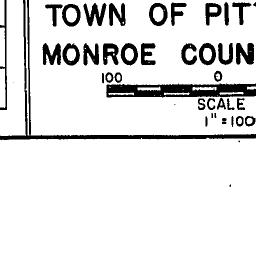 TOWN OF PIT
MONROE COUN
100 0
SCALE
1" = 100